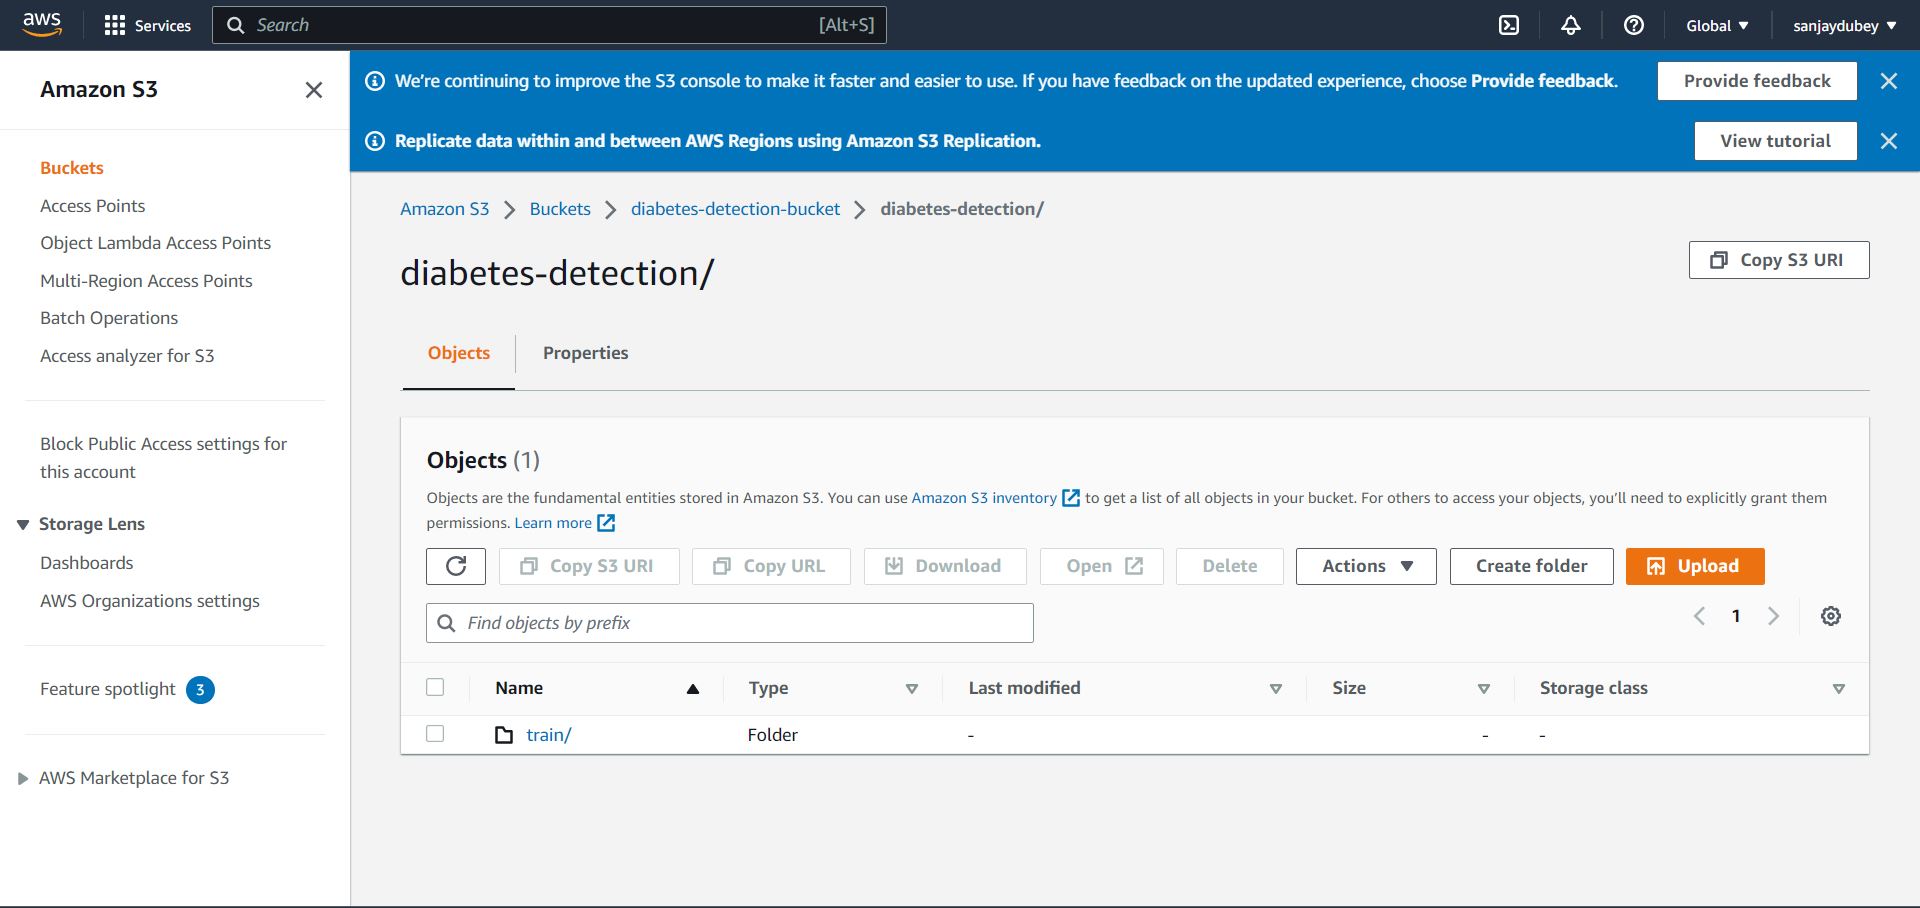 aws
Services
Search [Alt+S]
Global
sanjaydubey
Amazon S3
We're continuing to improve the S3 console to make it faster and easier to use. If you have feedback on the updated experience, choose Provide feedback.
Provide feedback
Replicate data within and between AWS Regions using Amazon S3 Replication.
View tutorial
Buckets
Access Points
Object Lambda Access Points
Multi-Region Access Points
Batch Operations
Access analyzer for S3
Block Public Access settings for
this account
Storage Lens
Dashboards
AWS Organizations settings
Feature spotlight 3
AWS Marketplace for S3
Amazon S3 > Buckets > diabetes-detection-bucket > diabetes-detection/
diabetes-detection/
Copy S3 URI
Objects
Properties
Objects (1)
Objects are the fundamental entities stored in Amazon S3. You can use Amazon S3 inventory to get a list of all objects in your bucket. For others to access your objects, you'll need to explicitly grant them
permissions. Learn more
Copy S3 URI
Copy URL
Download
Open
Delete
Actions
Create folder
Upload
Find objects by prefix
1
Name Type Last modified Size Storage class
train/ Folder - - -